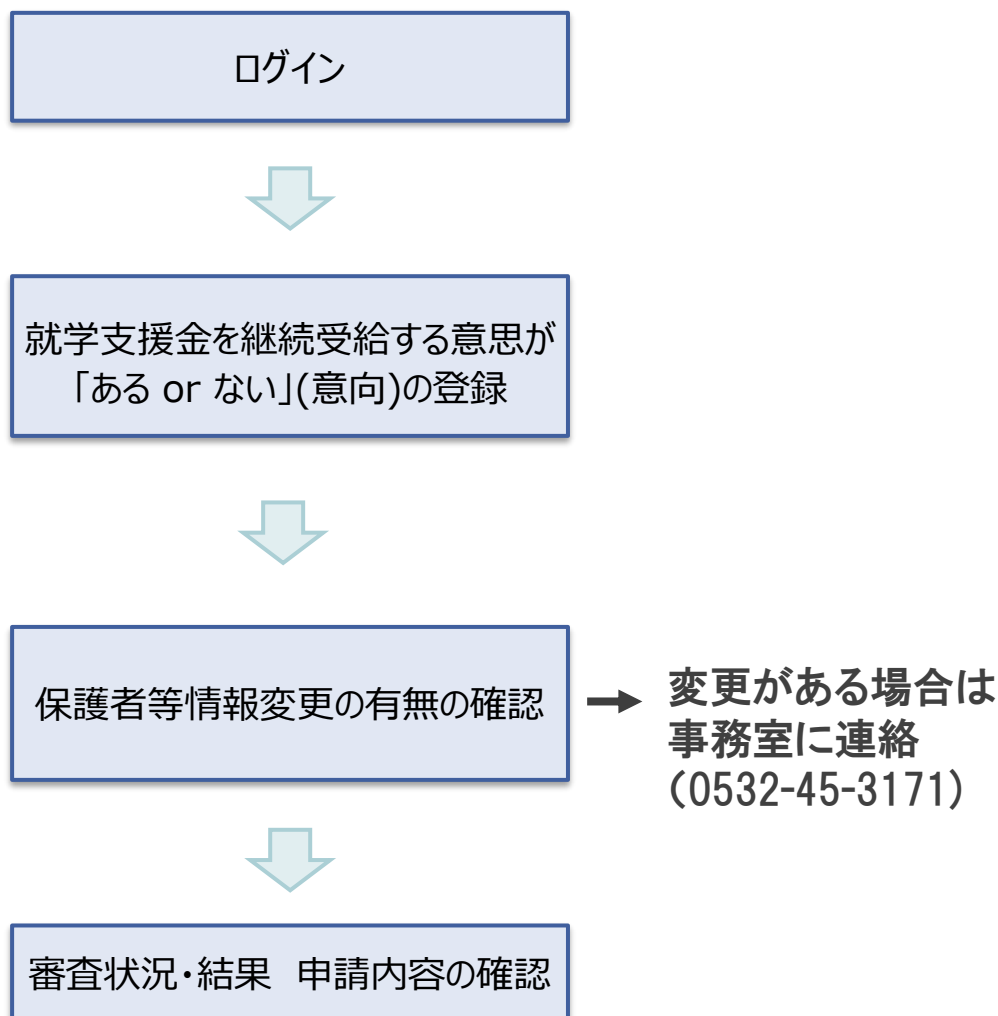 ログイン
就学支援金を継続受給する意思が
「ある or ない」(意向)の登録
保護者等情報変更の有無の確認
変更がある場合は
事務室に連絡
(0532-45-3171)
審査状況・結果　申請内容の確認